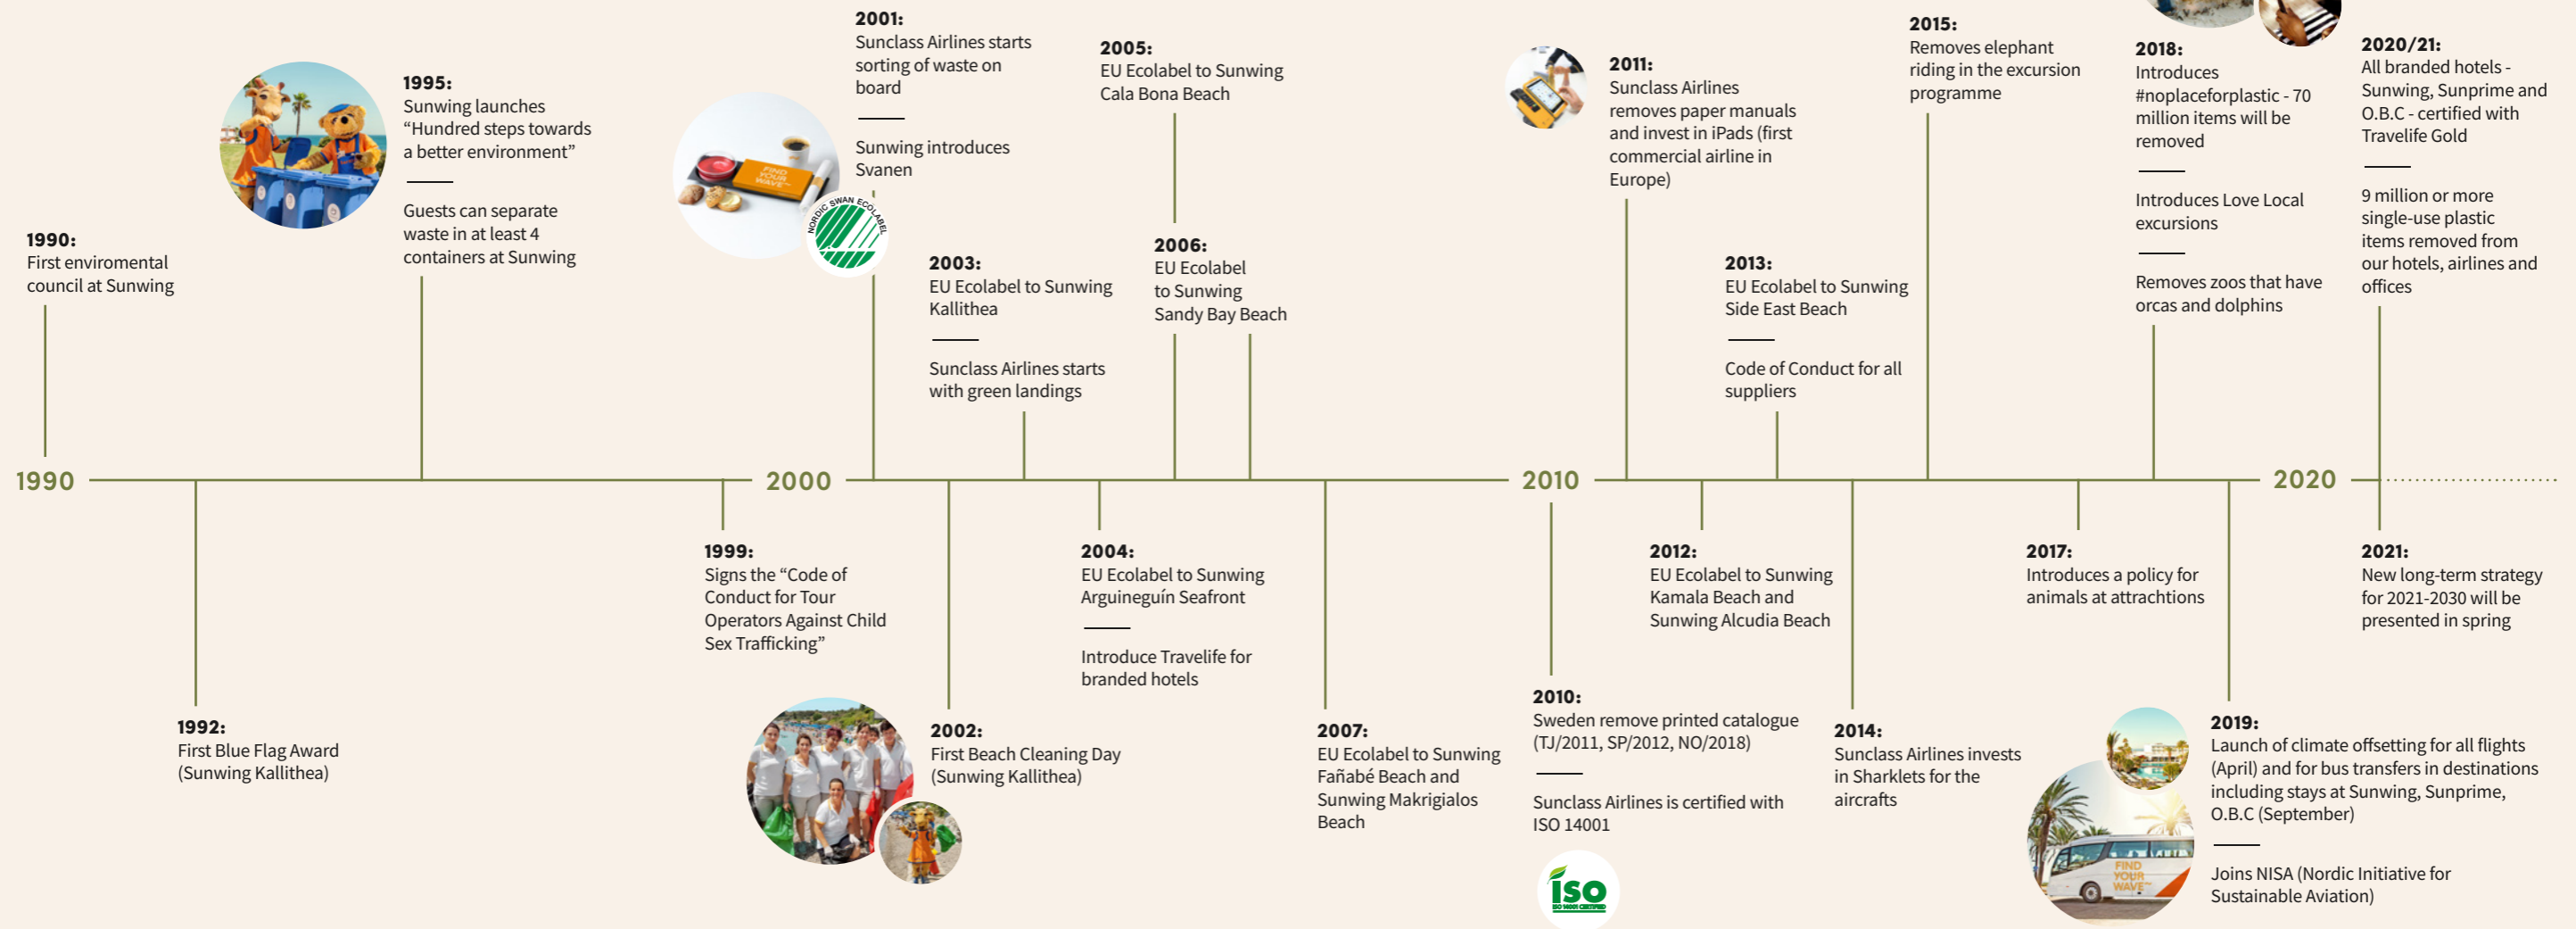 1990:
First enviromental
council at Sunwing
1995:
Sunwing launches
“Hundred steps towards
a better environment”
Guests can separate
waste in at least 4
containers at Sunwing
FIND
YOUR
WAVE
NORDIC SWAN ECOLABEL
2001:
Sunclass Airlines starts
sorting of waste on
board
Sunwing introduces
Svanen
2003:
EU Ecolabel to Sunwing
Kallithea
Sunclass Airlines starts
with green landings
2005:
EU Ecolabel to Sunwing
Cala Bona Beach
2006:
EU Ecolabel
to Sunwing
Sandy Bay Beach
2011:
Sunclass Airlines
removes paper manuals
and invest in iPads (first
commercial airline in
Europe)
2013:
EU Ecolabel to Sunwing
Side East Beach
Code of Conduct for all
suppliers
2015:
Removes elephant
riding in the excursion
programme
2018:
Introduces
#noplaceforplastic - 70
million items will be
removed
Introduces Love Local
excursions
Removes zoos that have
orcas and dolphins
2020/21:
All branded hotels -
Sunwing, Sunprime and
O.B.C - certified with
Travelife Gold
9 million or more
single-use plastic
items removed from
our hotels, airlines and
offices
1990
2000
2010
2020
1992:
First Blue Flag Award
(Sunwing Kallithea)
1999:
Signs the “Code of
Conduct for Tour
Operators Against Child
Sex Trafficking”
2002:
First Beach Cleaning Day
(Sunwing Kallithea)
2004:
EU Ecolabel to Sunwing
Arguineguín Seafront
Introduce Travelife for
branded hotels
2007:
EU Ecolabel to Sunwing
Fañabé Beach and
Sunwing Makrigialos
Beach
2010:
Sweden remove printed catalogue
(TJ/2011, SP/2012, NO/2018)
Sunclass Airlines is certified with
ISO 14001
iso
ISO 14001 CERTIFIED
2012:
EU Ecolabel to Sunwing
Kamala Beach and
Sunwing Alcudia Beach
2014:
Sunclass Airlines invests
in Sharklets for the
aircrafts
2017:
Introduces a policy for
animals at attrachtions
FIND
YOUR
WAVE
2019:
Launch of climate offsetting for all flights
(April) and for bus transfers in destinations
including stays at Sunwing, Sunprime,
O.B.C (September)
Joins NISA (Nordic Initiative for
Sustainable Aviation)
2021:
New long-term strategy
for 2021-2030 will be
presented in spring